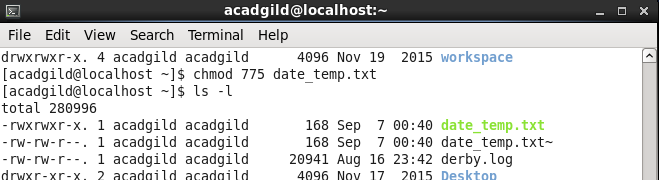 acadgild@localhost:~
File Edit View Search Terminal Help
drwxrwxr-x. 4 acadgild acadgild      4096 Nov 19  2015 workspace
[acadgild@localhost ~]$ chmod 775 date_temp.txt
[acadgild@localhost ~]$ ls -l
total 280996
-rwxrwxr-x. 1 acadgild acadgild       168 Sep  7 00:40 date_temp.txt
-rw-rw-r--. 1 acadgild acadgild       168 Sep  7 00:40 date_temp.txt~
-rw-rw-r--. 1 acadgild acadgild     20941 Aug 16 23:42 derby.log
drwxrwxr-x. 2 acadgild acadgild      4096 Nov 17  2015 Desktop